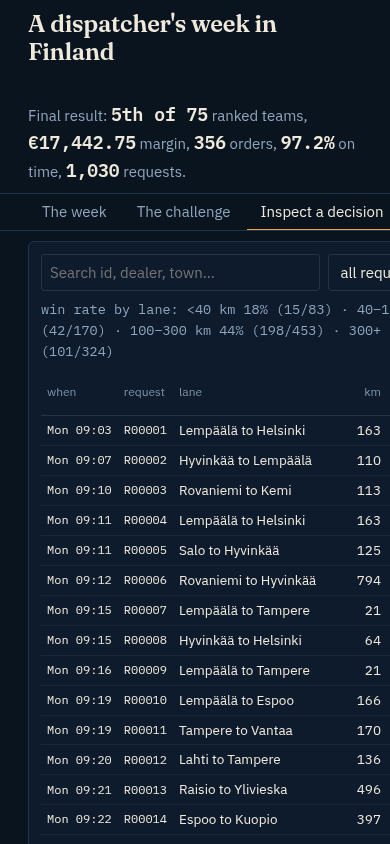 A dispatcher's week in
Finland
Final result: 5th of 75 ranked teams,
€17,442.75 margin, 356 orders, 97.2% on
time, 1,030 requests.
The week The challenge Inspect a decision
Search id, dealer, town... all requ
win rate by lane: <40 km 18% (15/83) · 40–1
(42/170) · 100–300 km 44% (198/453) · 300+
(101/324)
when request lane km
Mon 09:03 R00001 Lempäälä to Helsinki 163
Mon 09:07 R00002 Hyvinkää to Lempäälä 110
Mon 09:10 R00003 Rovaniemi to Kemi 113
Mon 09:11 R00004 Lempäälä to Helsinki 163
Mon 09:11 R00005 Salo to Hyvinkää 125
Mon 09:12 R00006 Rovaniemi to Hyvinkää 794
Mon 09:15 R00007 Lempäälä to Tampere 21
Mon 09:15 R00008 Hyvinkää to Helsinki 64
Mon 09:16 R00009 Lempäälä to Tampere 21
Mon 09:19 R00010 Lempäälä to Espoo 166
Mon 09:19 R00011 Tampere to Vantaa 170
Mon 09:20 R00012 Lahti to Tampere 136
Mon 09:21 R00013 Raisio to Ylivieska 496
Mon 09:22 R00014 Espoo to Kuopio 397